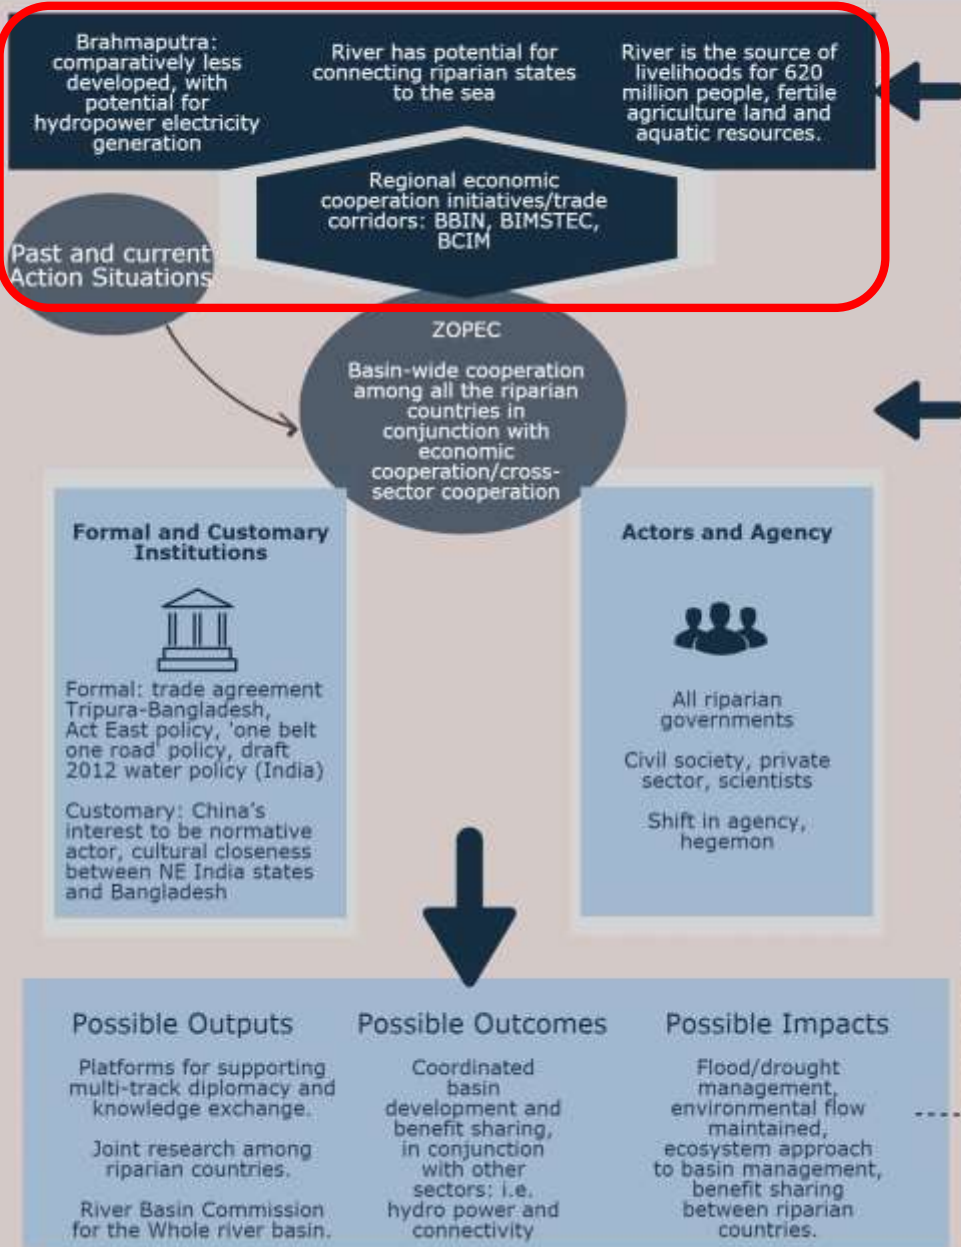 Brahmaputra:
comparatively less
developed, with
potential for
hydropower electricity
generation
River has potential for
connecting riparian states
to the sea
River is the source of
livelihoods for 620
million people, fertile
agriculture land and
aquatic resources.
Regional economic
cooperation initiatives/trade
corridors: BBIN, BIMSTEC,
BCIM
Past and current
Action Situations
ZOPEC
Basin-wide cooperation
among all the riparian
countries in
conjunction with
economic
cooperation/cross-
sector cooperation
Formal and Customary
Institutions
Formal: trade agreement
Tripura-Bangladesh,
Act East policy, 'one belt
one road' policy, draft
2012 water policy (India)
Customary: China's
interest to be normative
actor, cultural closeness
between NE India states
and Bangladesh
Actors and Agency
All riparian
governments
Civil society, private
sector, scientists
Shift in agency,
hegemon
Possible Outputs
Platforms for supporting
multi-track diplomacy and
knowledge exchange.
Joint research among
riparian countries.
River Basin Commission
for the Whole river basin.
Possible Outcomes
Coordinated
basin
development and
benefit sharing,
in conjunction
with other
sectors: i.e.
hydro power and
connectivity
Possible Impacts
Flood/drought
management,
environmental flow
maintained,
ecosystem approach
to basin management,
benefit sharing
between riparian
countries.